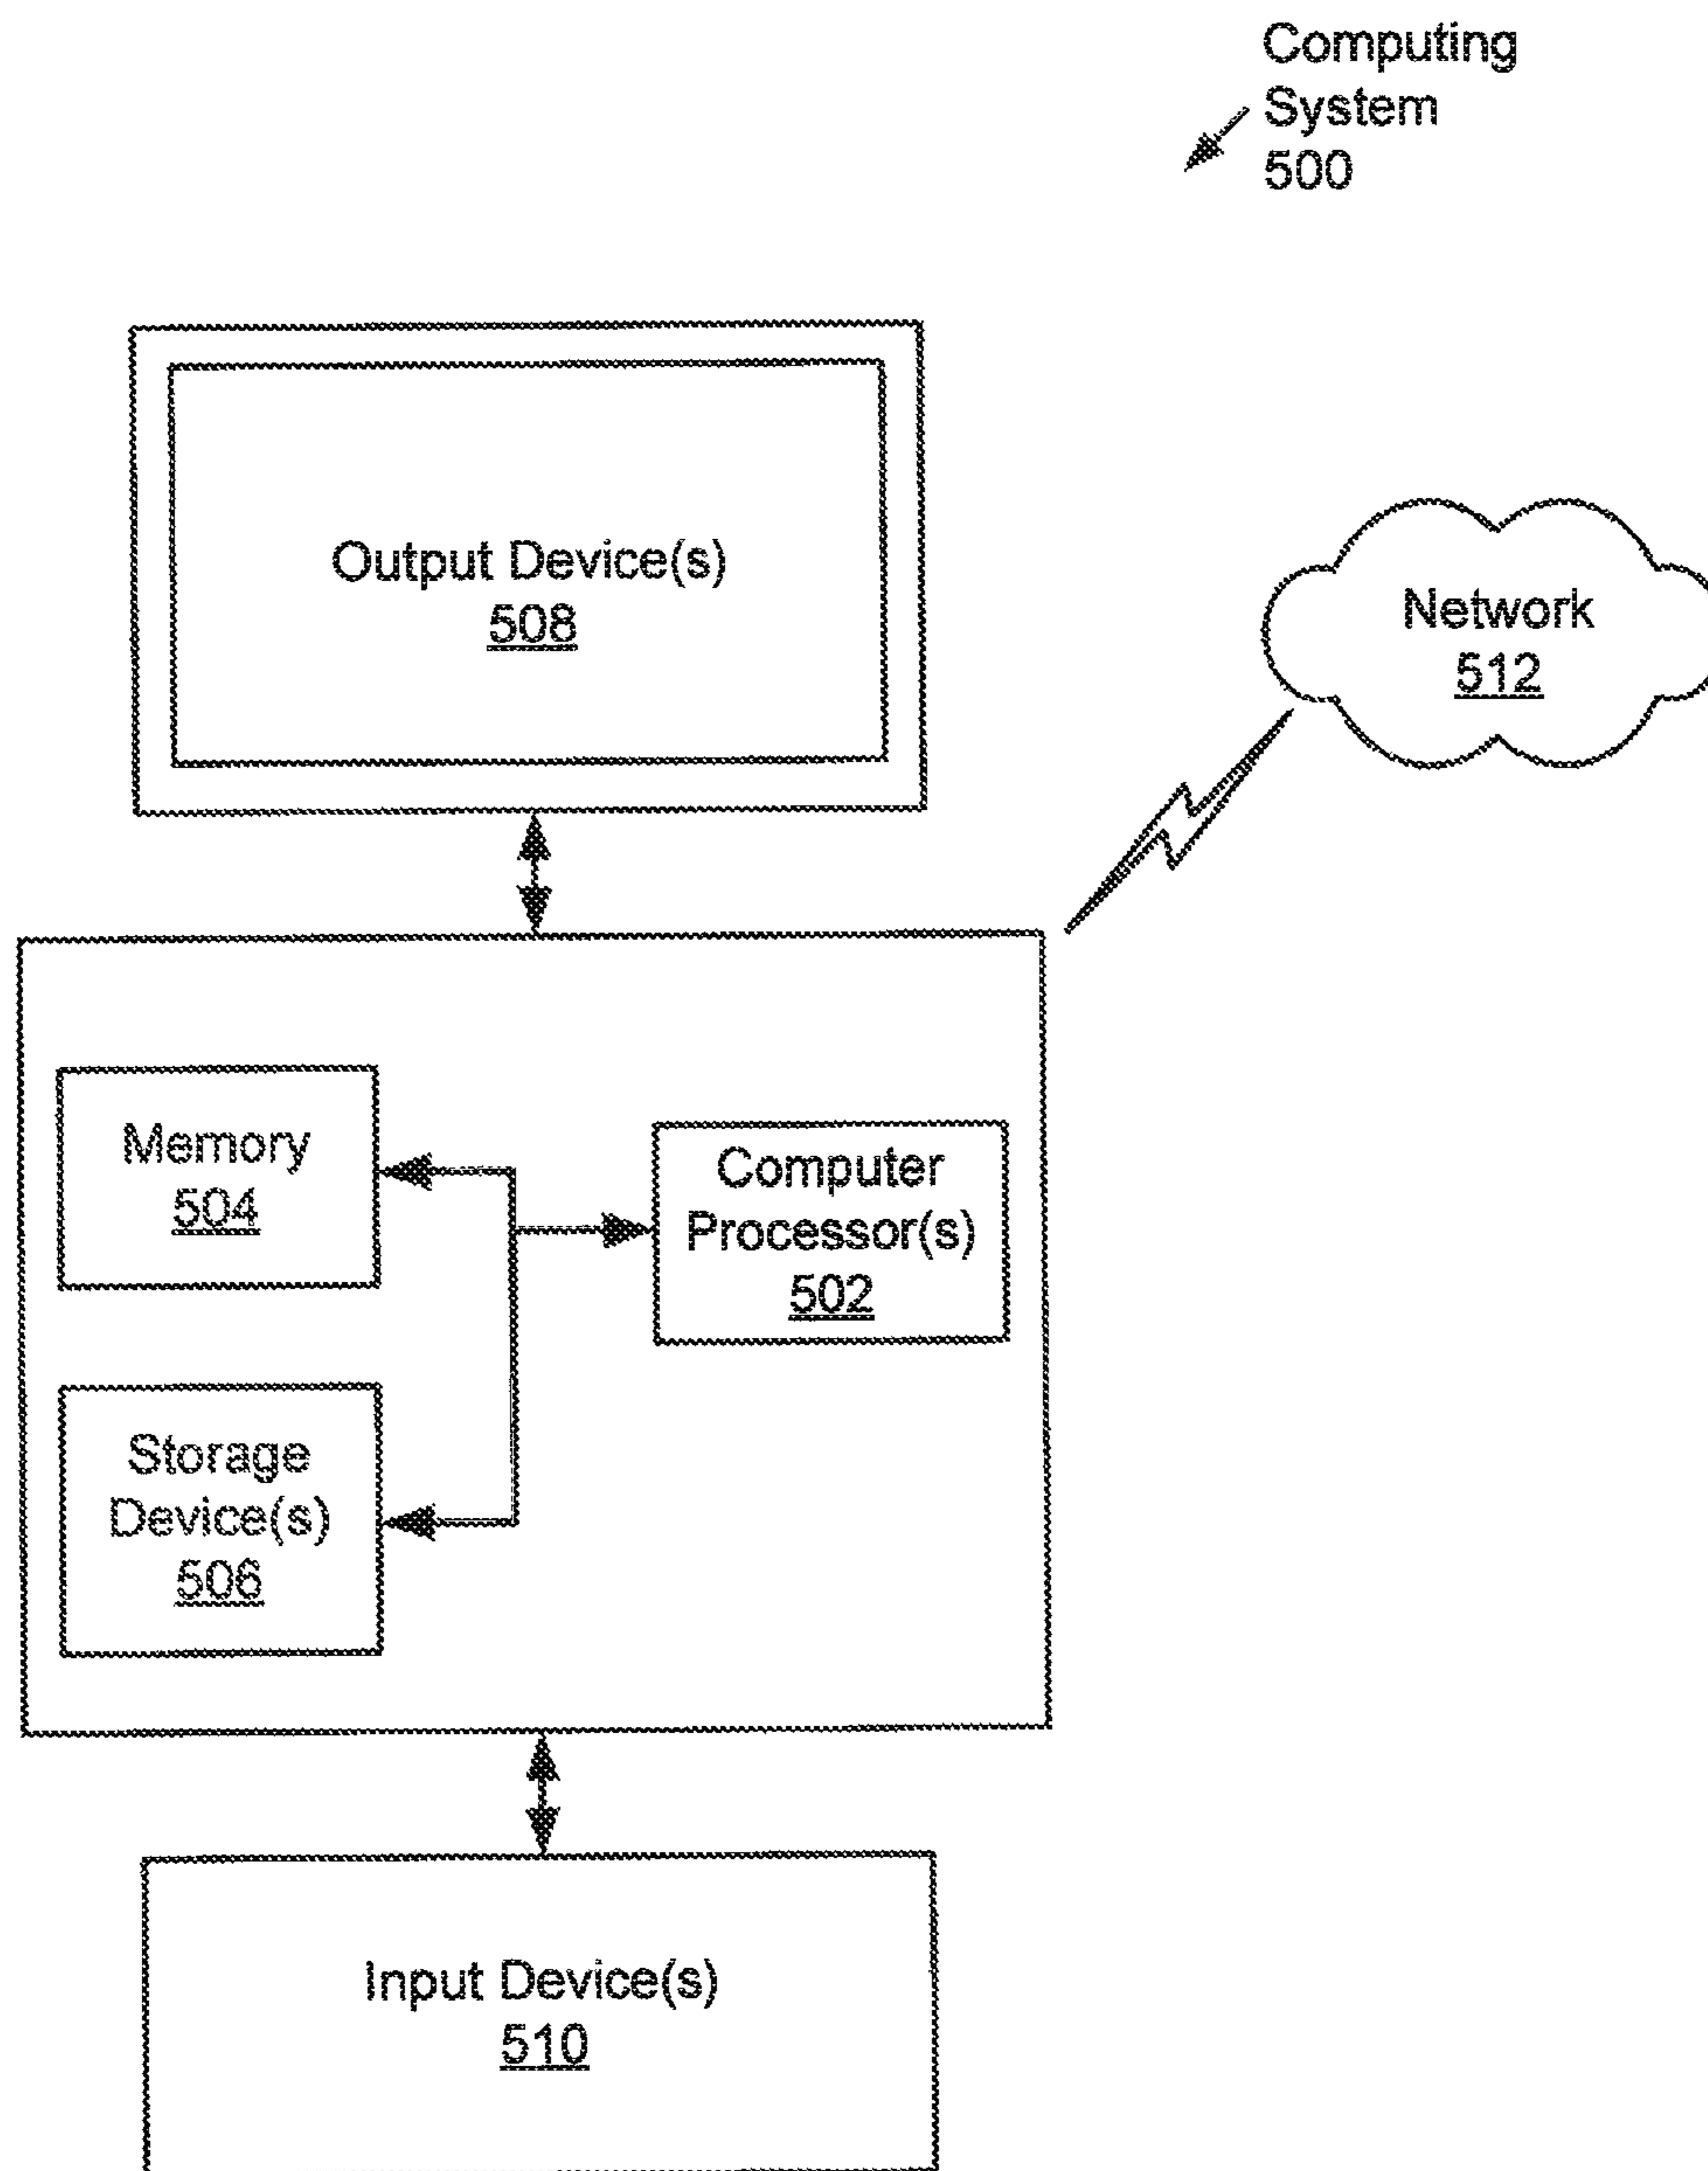 Computing
System
500
Output Device(s)
508
Network
512
Memory
504
Computer
Processor(s)
502
Storage
Device(s)
506
Input Device(s)
510